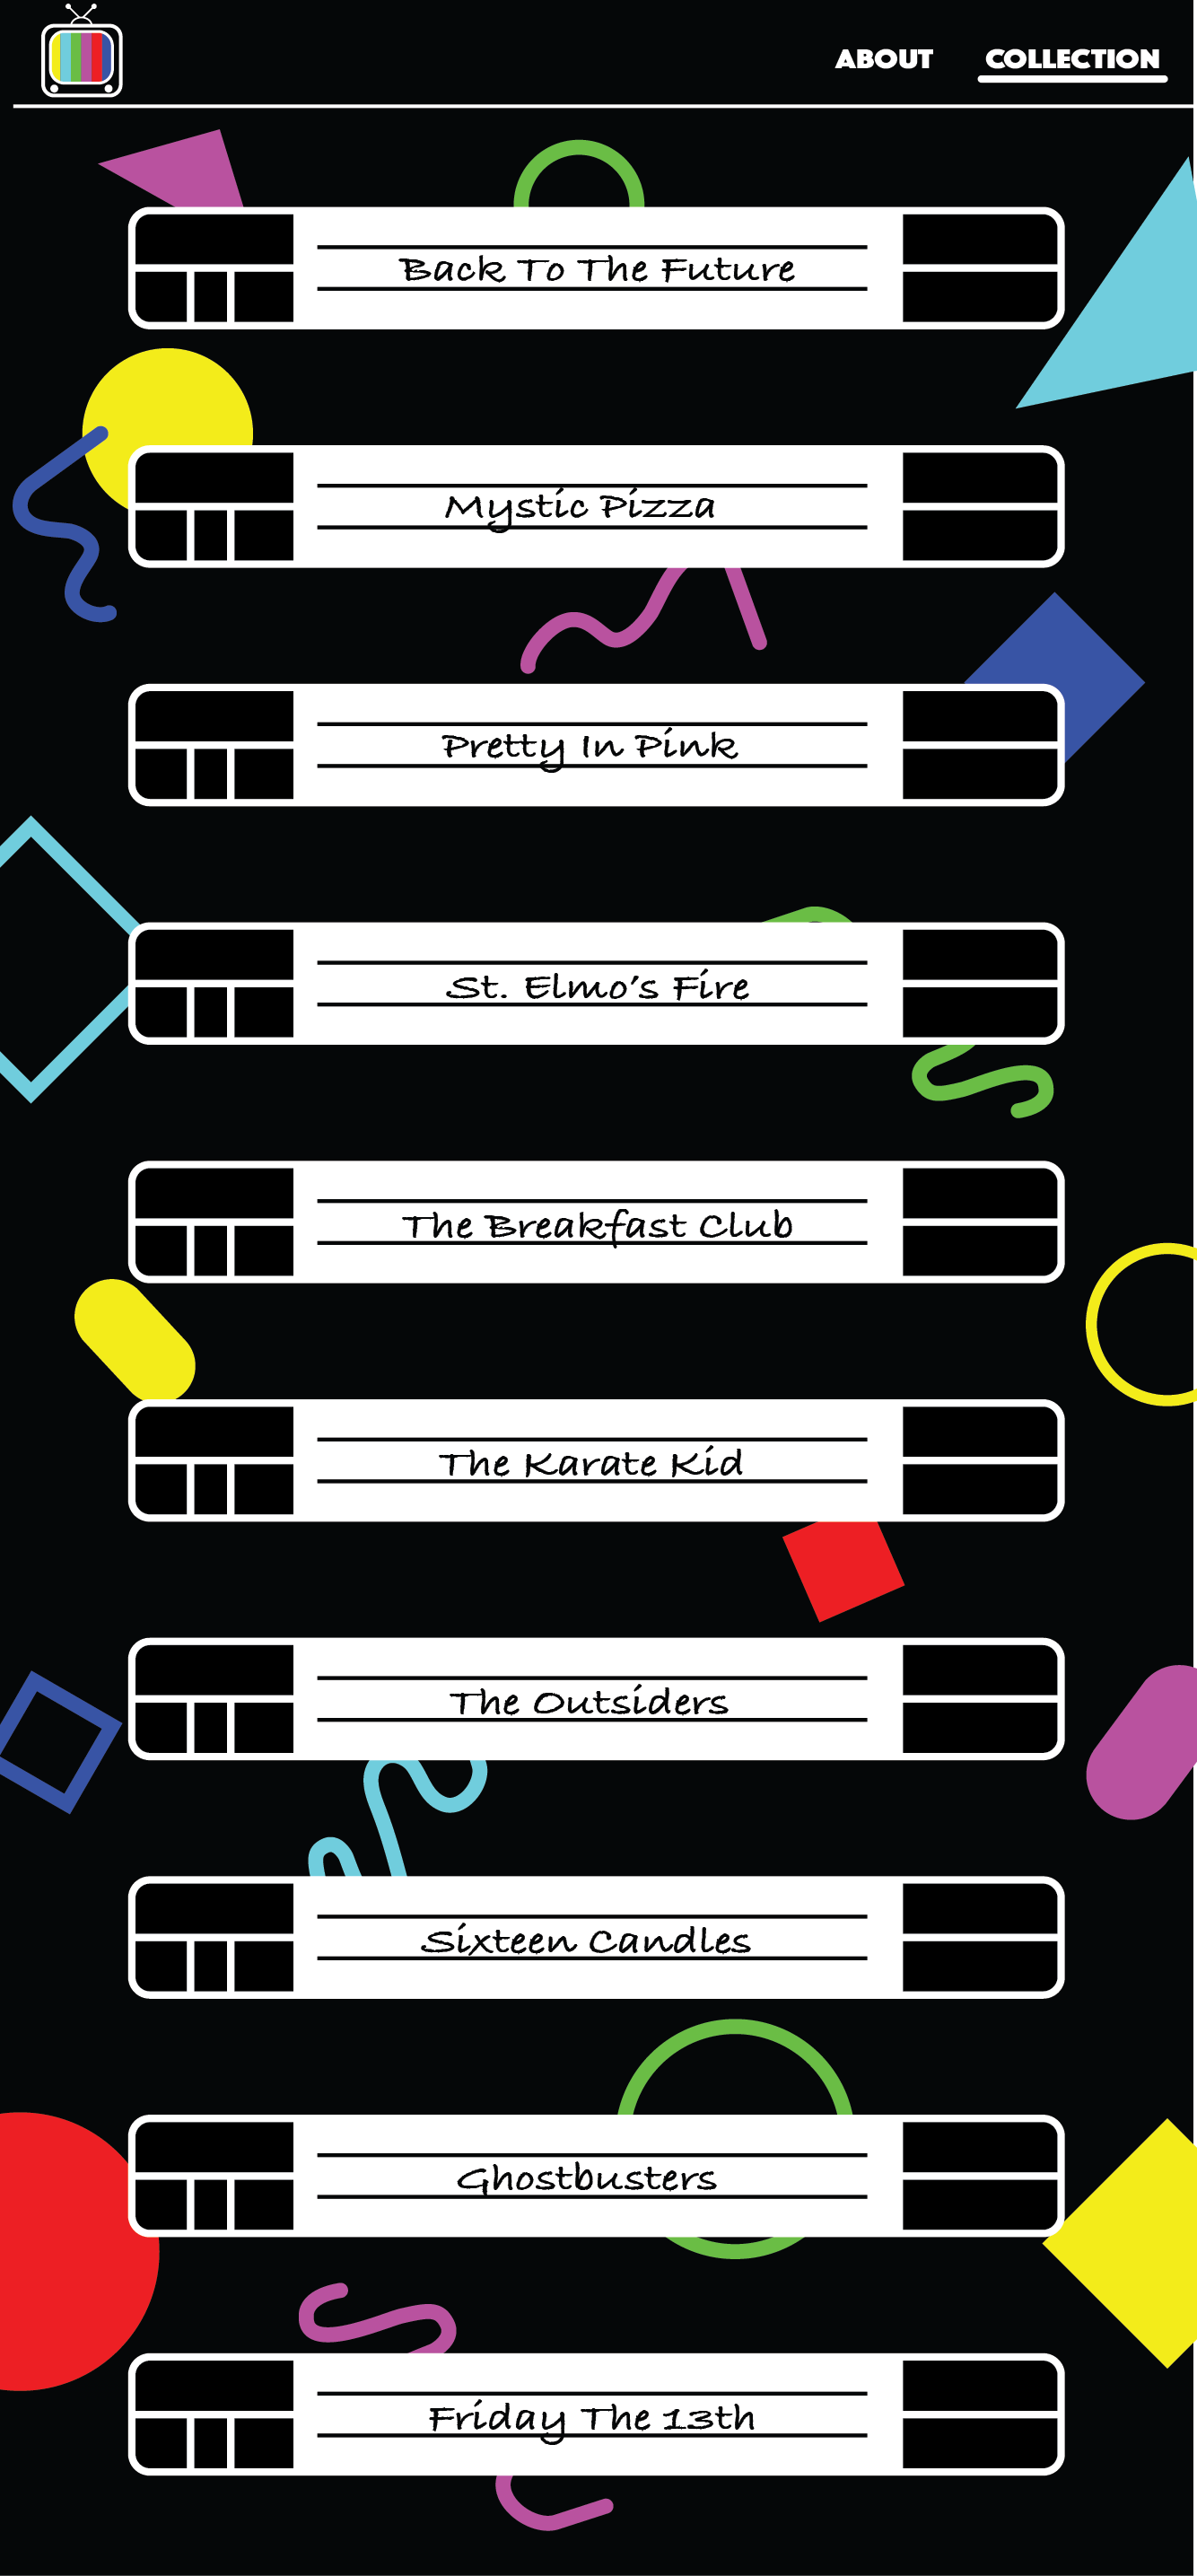 ABOUT COLLECTION
Back To The Future
Mystic Pizza
Pretty In Pink
St. Elmo's Fire
The Breakfast Club
The Karate Kid
The Outsiders
Sixteen Candles
Ghostbusters
Friday The 13th